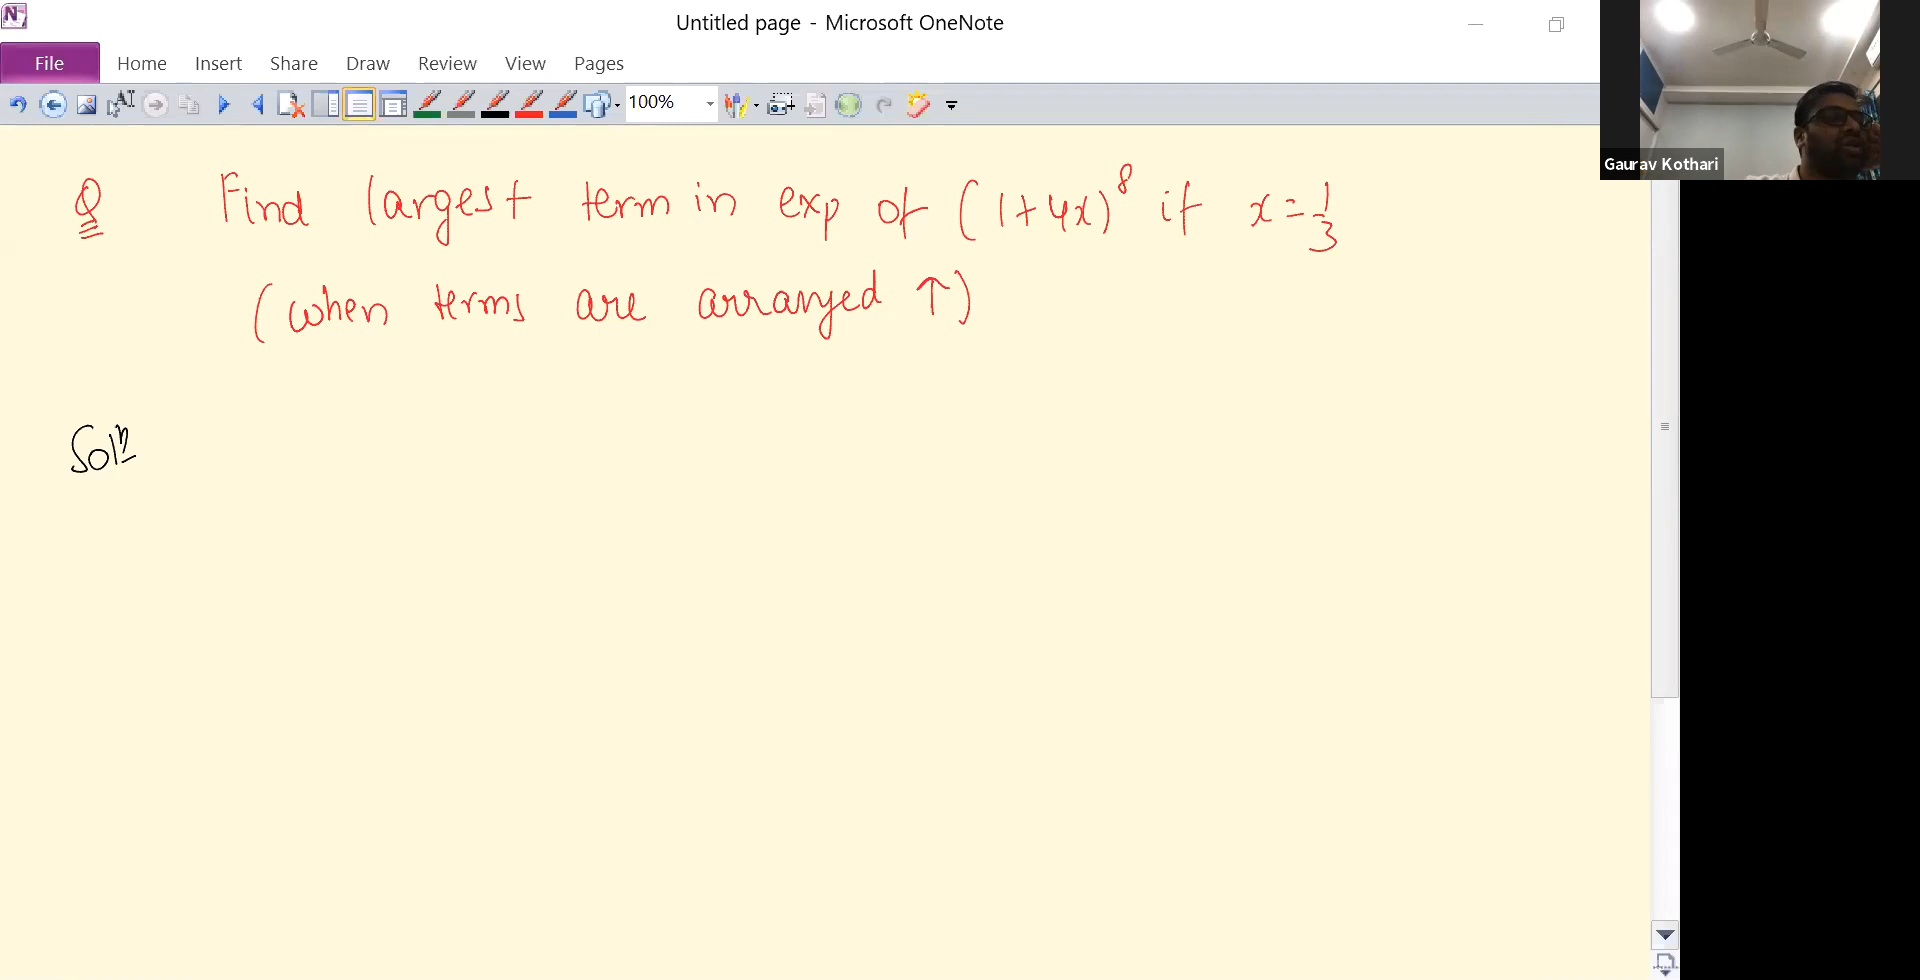 Untitled page - Microsoft OneNote
File Home Insert Share Draw Review View Pages
100%
Gaurav Kothari
Q Find largest term in exp of (1+4x)⁸ if x=1/3
(when terms are arranged ↑)
Solⁿ